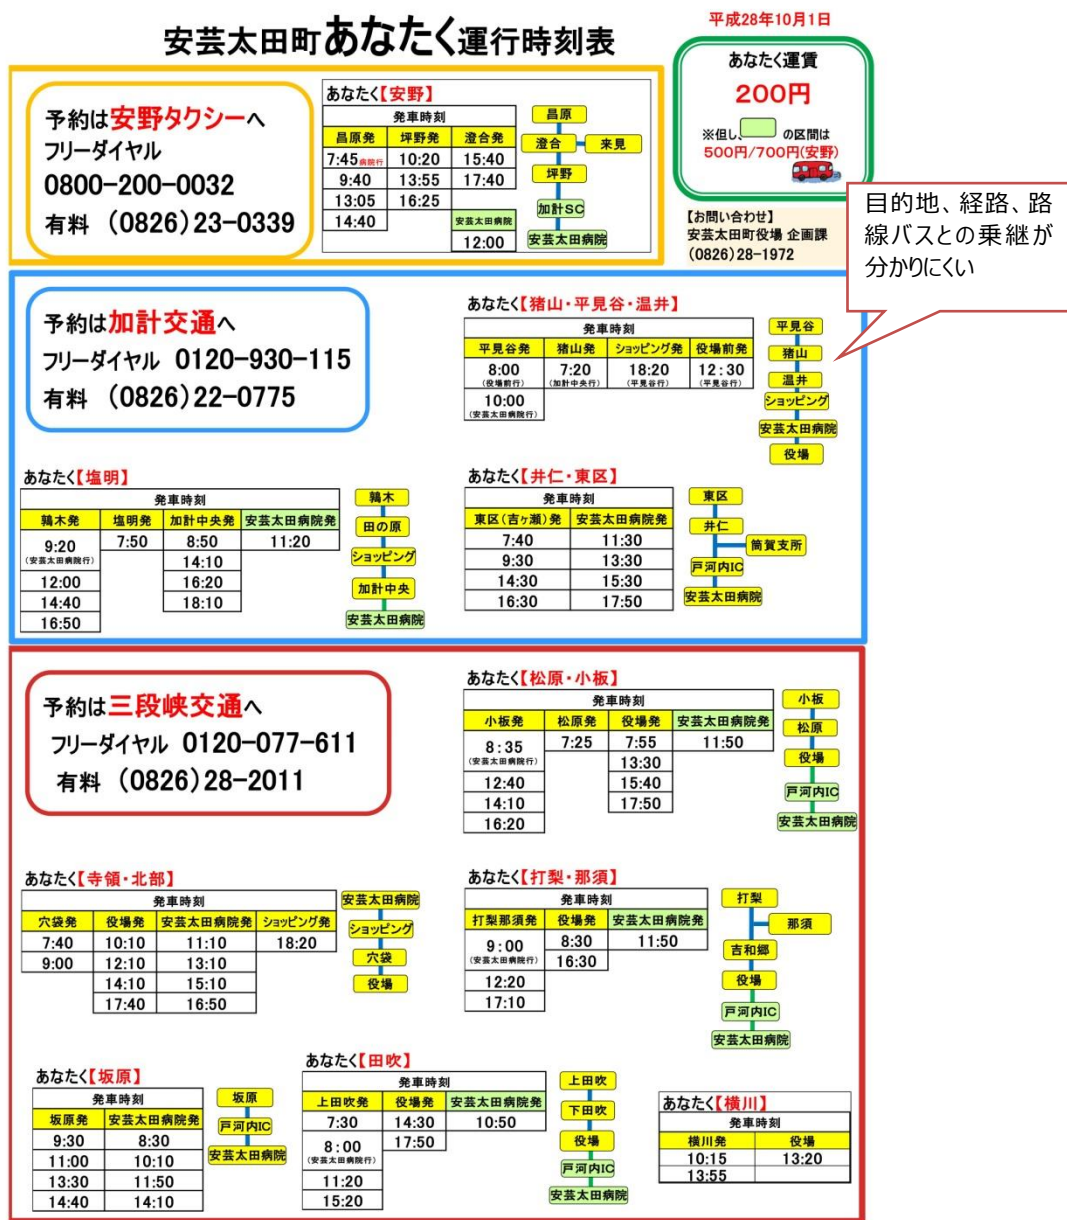 安芸太田町あなたく運行時刻表
平成28年10月1日
あなたく運賃
200円
※但し、 の区間は
500円/700円(安野)
【お問い合わせ】
安芸太田町役場 企画課
(0826)28-1972
目的地、経路、路
線バスとの乗継が
分かりにくい
予約は安野タクシーへ
フリーダイヤル
0800-200-0032
有料 (0826)23-0339
あなたく【安野】
発車時刻
昌原発 坪野発 澄合発
7:45病院行 10:20 15:40
9:40 13:55 17:40
13:05 16:25
14:40 安芸太田病院
12:00
昌原
澄合 来見
坪野
加計SC
安芸太田病院
予約は加計交通へ
フリーダイヤル 0120-930-115
有料 (0826)22-0775
あなたく【猪山・平見谷・温井】
発車時刻
平見谷発 猪山発 ショッピング発 役場前発
8:00 7:20 18:20 12:30
(役場前行) (加計中央行) (平見谷行) (平見谷行)
10:00
(安芸太田病院行)
平見谷
猪山
温井
ショッピング
安芸太田病院
役場
あなたく【塩明】
発車時刻
鶉木発 塩明発 加計中央発 安芸太田病院発
9:20 7:50 8:50 11:20
(安芸太田病院行) 14:10
12:00 16:20
14:40 18:10
16:50
鶉木
田の原
ショッピング
加計中央
安芸太田病院
あなたく【井仁・東区】
発車時刻
東区(吉ヶ瀬)発 安芸太田病院発
7:40 11:30
9:30 13:30
14:30 15:30
16:30 17:50
東区
井仁
筒賀支所
戸河内IC
安芸太田病院
予約は三段峡交通へ
フリーダイヤル 0120-077-611
有料 (0826)28-2011
あなたく【松原・小板】
発車時刻
小板発 松原発 役場発 安芸太田病院発
8:35 7:25 7:55 11:50
(安芸太田病院行) 13:30
12:40 15:40
14:10 17:50
16:20
小板
松原
役場
戸河内IC
安芸太田病院
あなたく【寺領・北部】
発車時刻
穴袋発 役場発 安芸太田病院発 ショッピング発
7:40 10:10 11:10 18:20
9:00 12:10 13:10
14:10 15:10
17:40 16:50
安芸太田病院
ショッピング
穴袋
役場
あなたく【打梨・那須】
発車時刻
打梨那須発 役場発 安芸太田病院発
9:00 8:30 11:50
(安芸太田病院行) 16:30
12:20
17:10
打梨
那須
吉和郷
役場
戸河内IC
安芸太田病院
あなたく【坂原】
発車時刻
坂原発 安芸太田病院発
9:30 8:30
11:00 10:10
13:30 11:50
14:40 14:10
坂原
戸河内IC
安芸太田病院
あなたく【田吹】
発車時刻
上田吹発 役場発 安芸太田病院発
7:30 14:30 10:50
8:00 17:50
(安芸太田病院行)
11:20
15:20
上田吹
下田吹
役場
戸河内IC
安芸太田病院
あなたく【横川】
発車時刻
横川発 役場
10:15 13:20
13:55